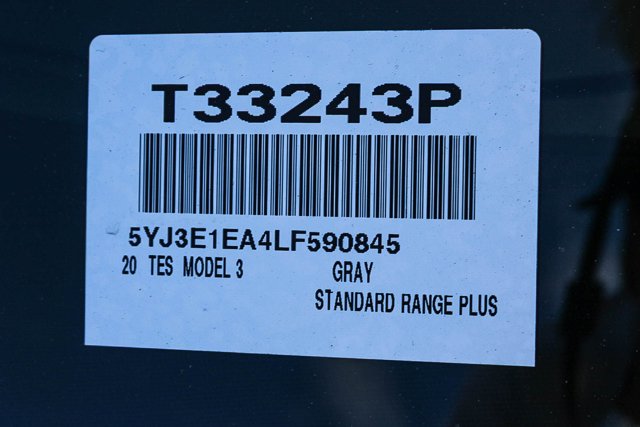 T33243P
5YJ3E1EA4LF590845
20 TES MODEL 3 GRAY
STANDARD RANGE PLUS